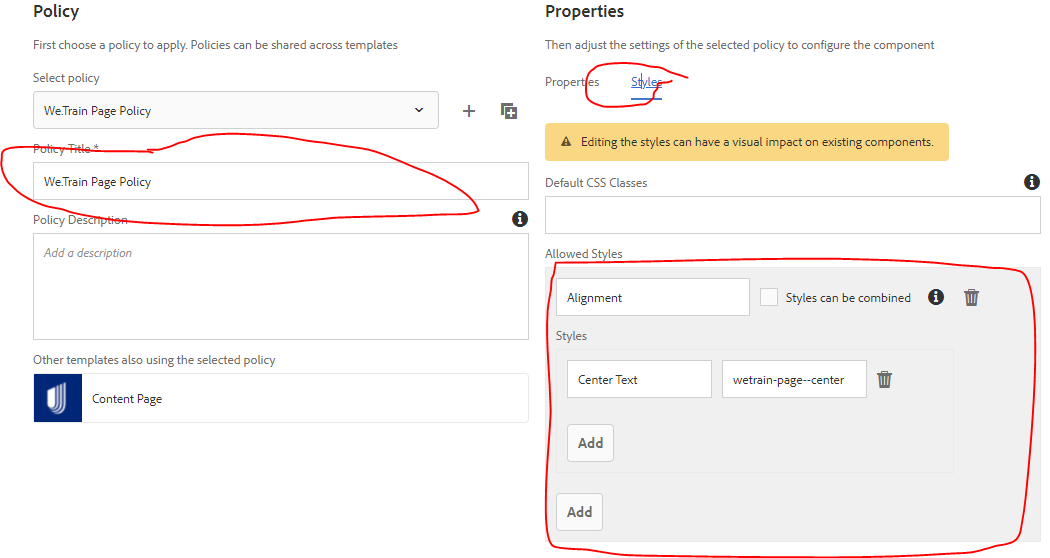 Policy
First choose a policy to apply. Policies can be shared across templates
Select policy
We.Train Page Policy
Policy Title *
We.Train Page Policy
Policy Description
Add a description
Other templates also using the selected policy
Content Page
Properties
Then adjust the settings of the selected policy to configure the component
Properties Styles
Editing the styles can have a visual impact on existing components.
Default CSS Classes
Allowed Styles
Alignment Styles can be combined
Styles
Center Text wetrain-page--center
Add
Add